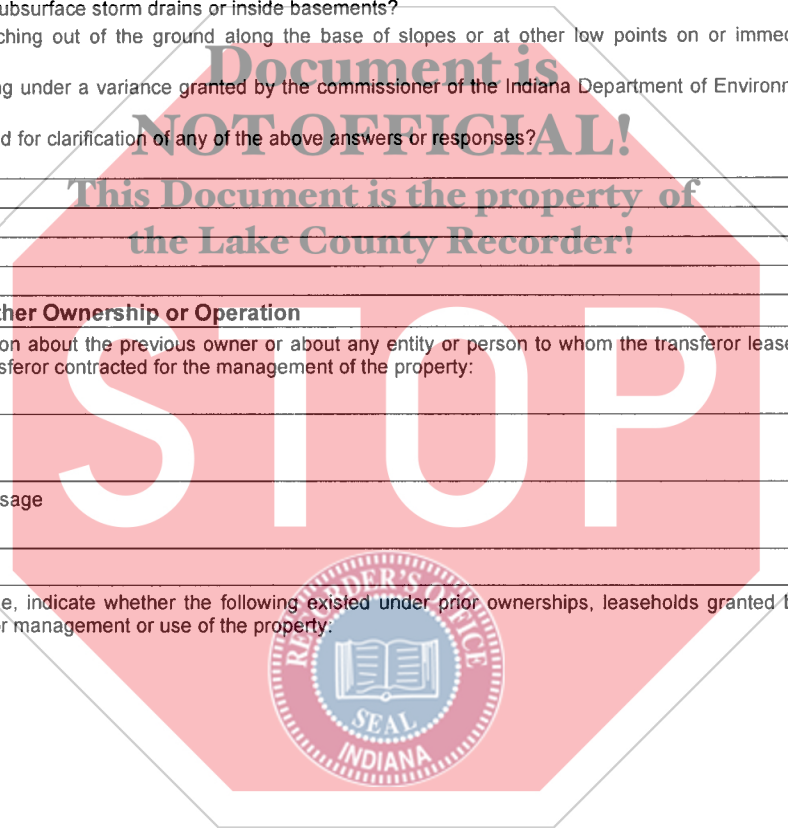 ubsurface storm drains or inside basements?
ching out of the ground along the base of slopes or at other low points on or immed
Document is
ng under a variance granted by the commissioner of the Indiana Department of Environm
NOT OFFICIAL!
d for clarification of any of the above answers or responses?
This Document is the property of
the Lake County Recorder!
ther Ownership or Operation
on about the previous owner or about any entity or person to whom the transferor lease
sferor contracted for the management of the property:
STOP
sage
e, indicate whether the following existed under prior ownerships, leaseholds granted b
r management or use of the property:
RECORDER'S OFFICE
SEAL
INDIANA